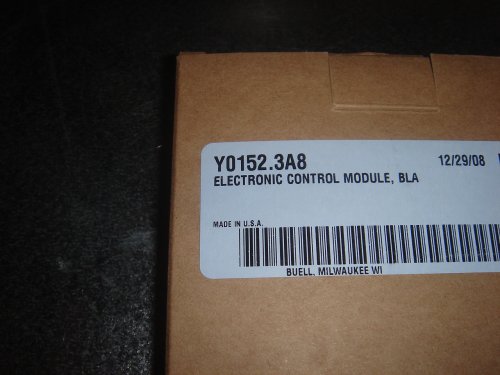 Y0152.3A8 12/29/08
ELECTRONIC CONTROL MODULE, BLA
MADE IN U.S.A.
BUELL, MILWAUKEE WI